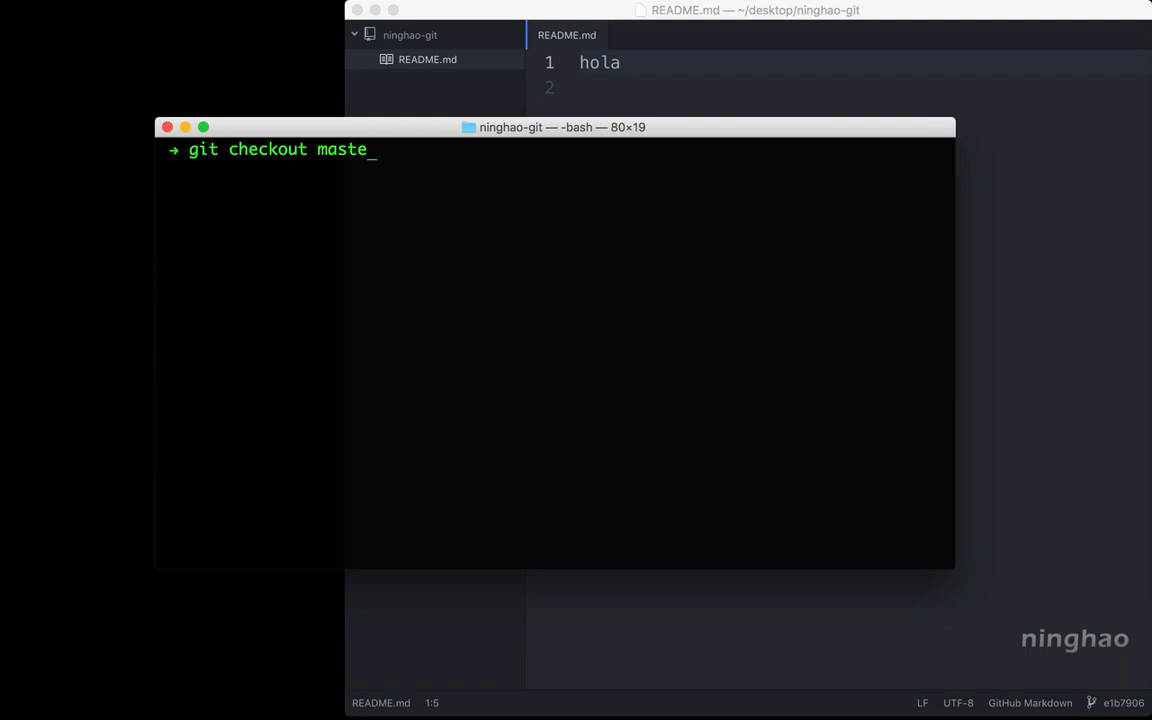 README.md — ~/desktop/ninghao-git
ninghao-git
README.md
README.md
1 hola
2
ninghao-git — -bash — 80×19
→ git checkout maste_
ninghao
README.md 1:5 LF UTF-8 GitHub Markdown e1b7906